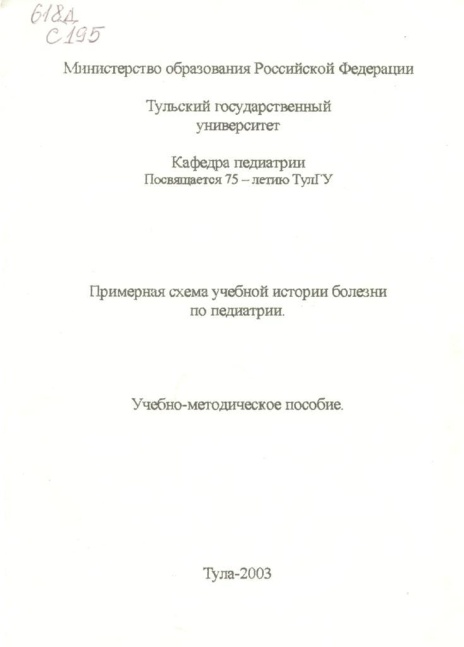 618Д
С195
Министерство образования Российской Федерации
Тульский государственный
университет
Кафедра педиатрии
Посвящается 75 – летию ТулГУ
Примерная схема учебной истории болезни
по педиатрии.
Учебно-методическое пособие.
Тула-2003